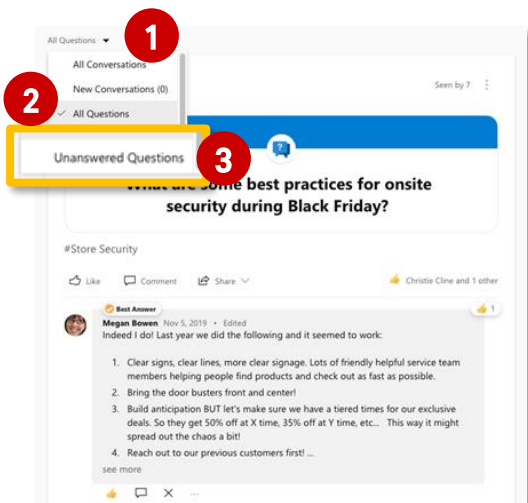 All Questions
1
All Conversations
New Conversations (0)
Seen by 7
2
All Questions
Unanswered Questions
3
What are some best practices for onsite
security during Black Friday?
#Store Security
Like Comment Share Christie Cline and 1 other
Best Answer
1
Megan Bowen Nov 5, 2019 • Edited
Indeed I do! Last year we did the following and it seemed to work:
1. Clear signs, clear lines, more clear signage. Lots of friendly helpful service team
members helping people find products and check out as fast as possible.
2. Bring the door busters front and center!
3. Build anticipation BUT let's make sure we have a tiered times for our exclusive
deals. So they get 50% off at X time, 35% off at Y time, etc... This way it might
spread out the chaos a bit!
4. Reach out to our previous customers first! ...
see more